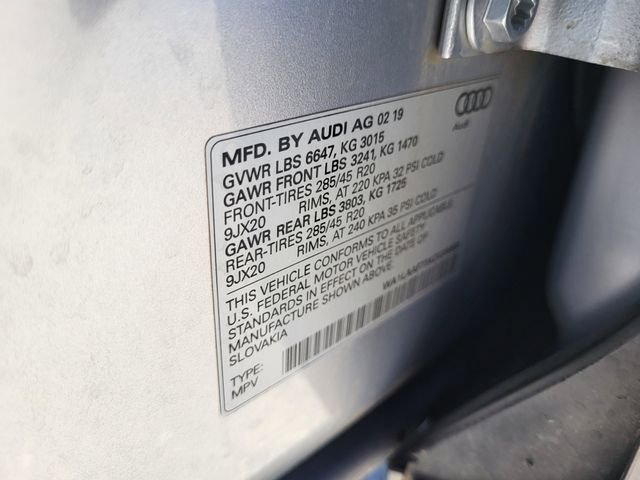 MFD. BY AUDI AG 02 19
GVWR LBS 6647, KG 3015
GAWR FRONT LBS 3241, KG 1470
FRONT-TIRES 285/45 R20
9JX20 RIMS, AT 220 KPA 32 PSI COLD
GAWR REAR LBS 3803, KG 1725
REAR-TIRES 285/45 R20
9JX20 RIMS, AT 240 KPA 35 PSI COLD
THIS VEHICLE CONFORMS TO ALL APPLICABLE
U.S. FEDERAL MOTOR VEHICLE SAFETY
STANDARDS IN EFFECT ON THE DATE OF
MANUFACTURE SHOWN ABOVE.
SLOVAKIA
TYPE:
MPV
Audi